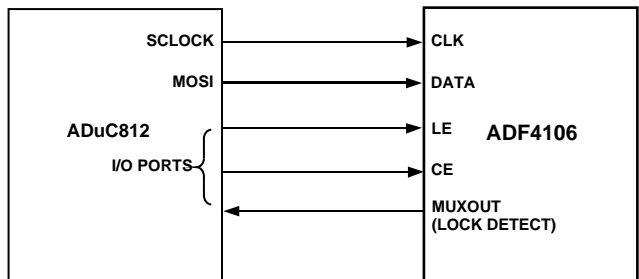 SCLOCK
MOSI
ADuC812
I/O PORTS
CLK
DATA
LE
ADF4106
CE
MUXOUT
(LOCK DETECT)